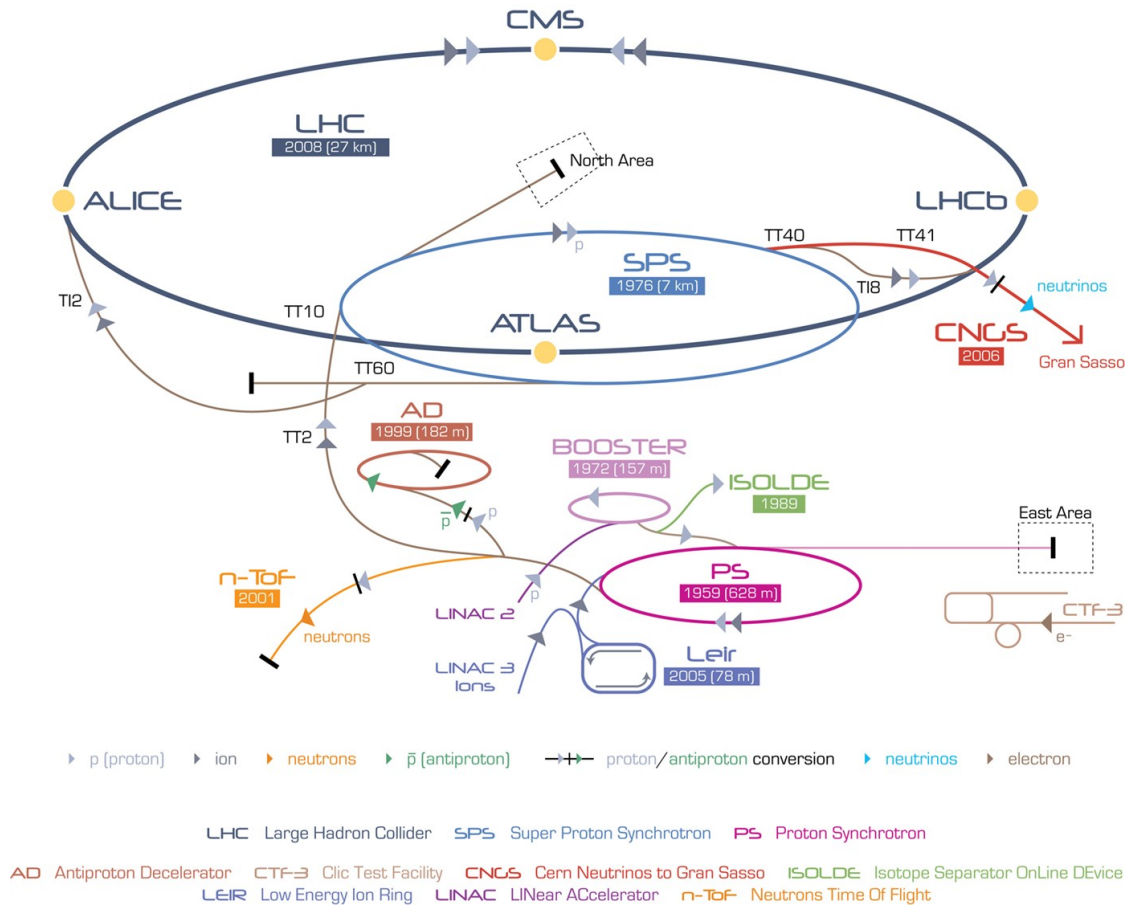 CMS
LHC
2008 (27 km)
North Area
ALICE
LHCb
TT40
TT41
p
SPS
1976 (7 km)
TI8
TI2
TT10
neutrinos
ATLAS
CNGS
2006
Gran Sasso
TT60
AD
1999 (182 m)
TT2
BOOSTER
1972 (157 m)
ISOLDE
1989
p̅
p
East Area
n-ToF
2001
PS
1959 (628 m)
LINAC 2
p
neutrons
CTF-3
e-
LINAC 3
Ions
Leir
2005 (78 m)
p (proton) ion neutrons p̅ (antiproton) proton/antiproton conversion neutrinos electron
LHC Large Hadron Collider SPS Super Proton Synchrotron PS Proton Synchrotron
AD Antiproton Decelerator CTF-3 Clic Test Facility CNGS Cern Neutrinos to Gran Sasso ISOLDE Isotope Separator OnLine DEvice
LEIR Low Energy Ion Ring LINAC LINear ACcelerator n-ToF Neutrons Time Of Flight